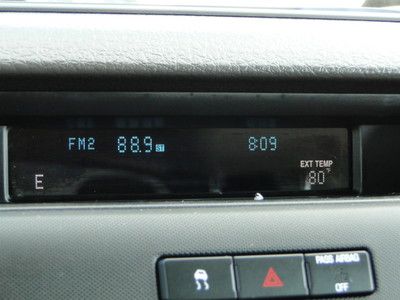 FM2 88.9 ST 8:09
EXT TEMP
E 80°
PASS AIRBAG
OFF